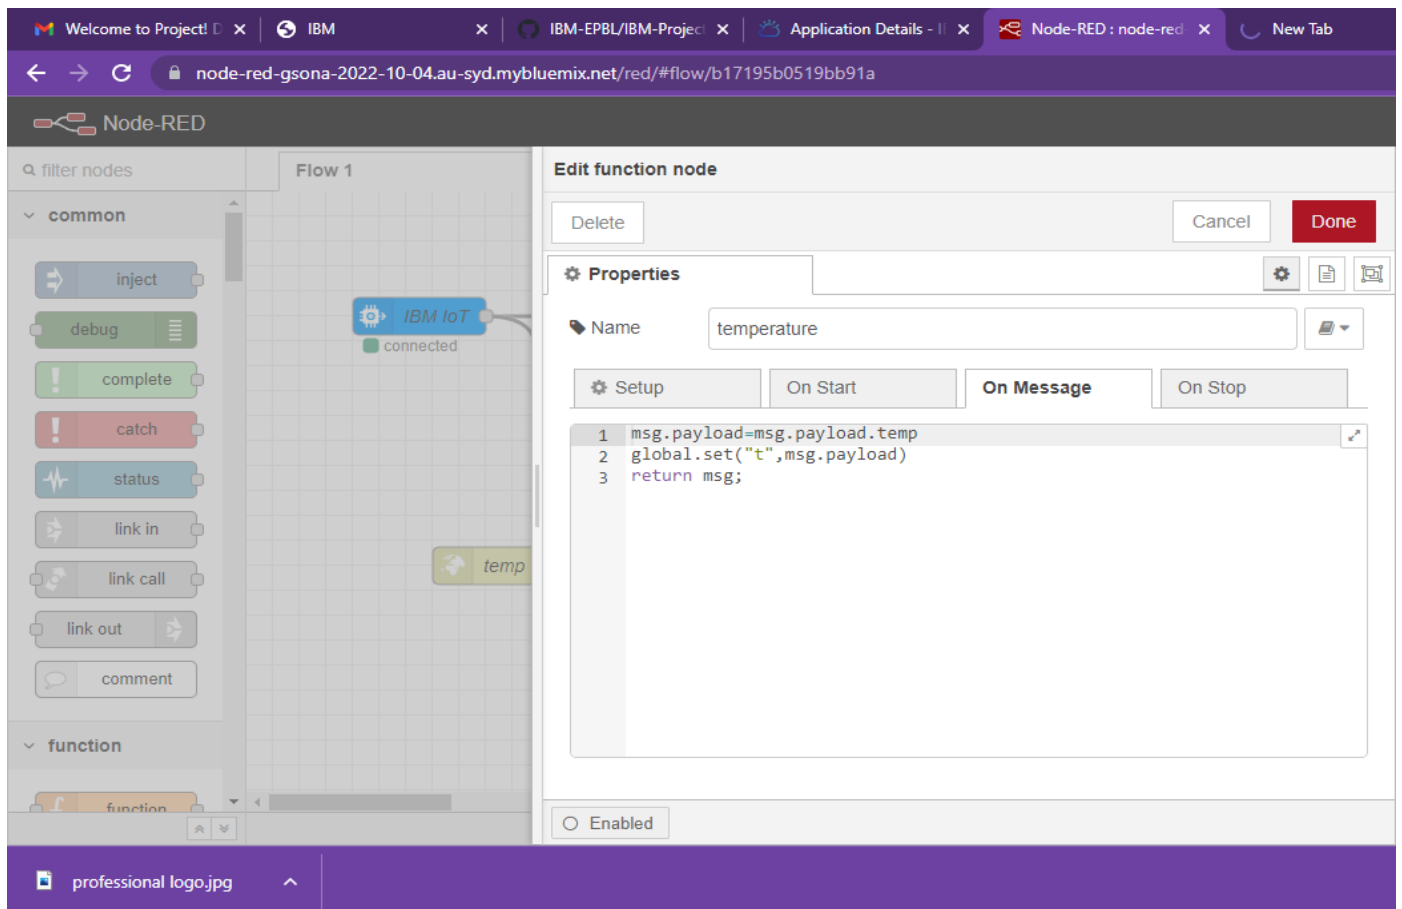 Welcome to Project! D
IBM
IBM-EPBL/IBM-Project
Application Details - I
Node-RED : node-red
New Tab
node-red-gsona-2022-10-04.au-syd.mybluemix.net/red/#flow/b17195b0519bb91a
Node-RED
filter nodes
Flow 1
Edit function node
common
Delete
Cancel
Done
inject
Properties
debug
IBM IoT
connected
Name
temperature
complete
Setup
On Start
On Message
On Stop
catch
1 msg.payload=msg.payload.temp
2 global.set("t",msg.payload)
3 return msg;
status
link in
link call
temp
link out
comment
function
function
Enabled
professional logo.jpg